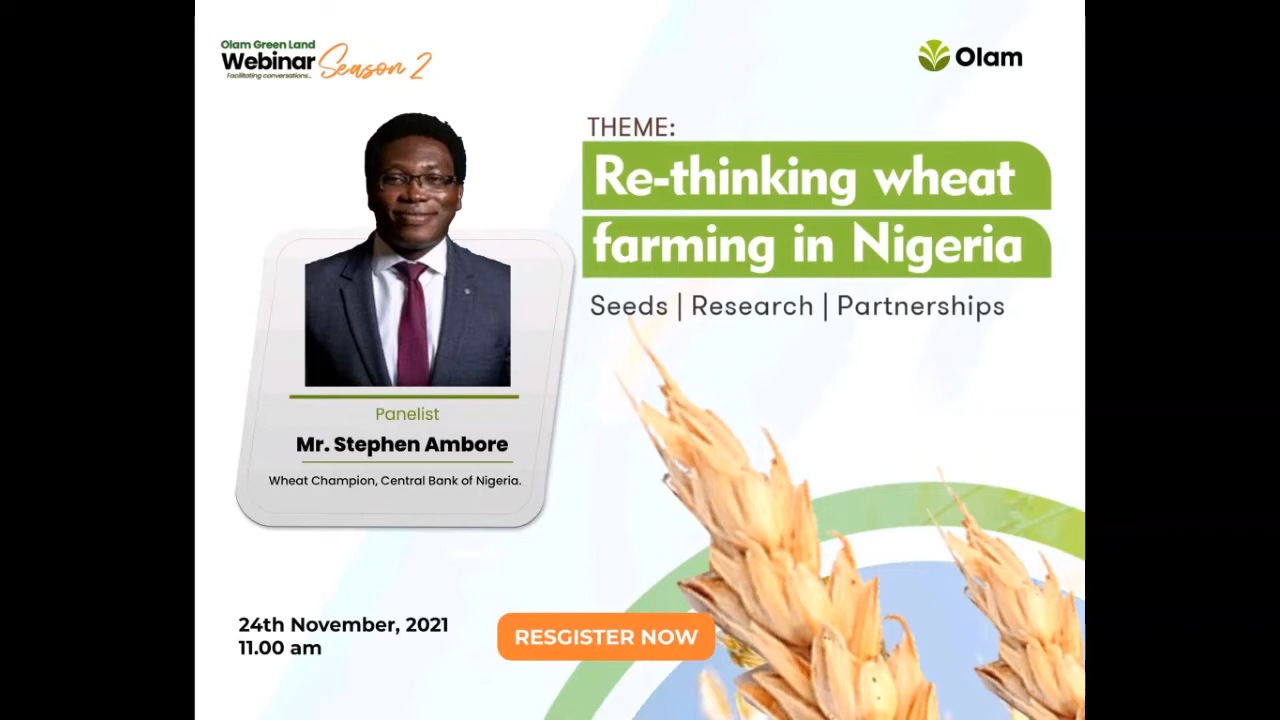 Olam Green Land
Webinar Season 2
Facilitating conversations...
Olam
THEME:
Re-thinking wheat
farming in Nigeria
Seeds | Research | Partnerships
Panelist
Mr. Stephen Ambore
Wheat Champion, Central Bank of Nigeria.
24th November, 2021
11.00 am
RESGISTER NOW